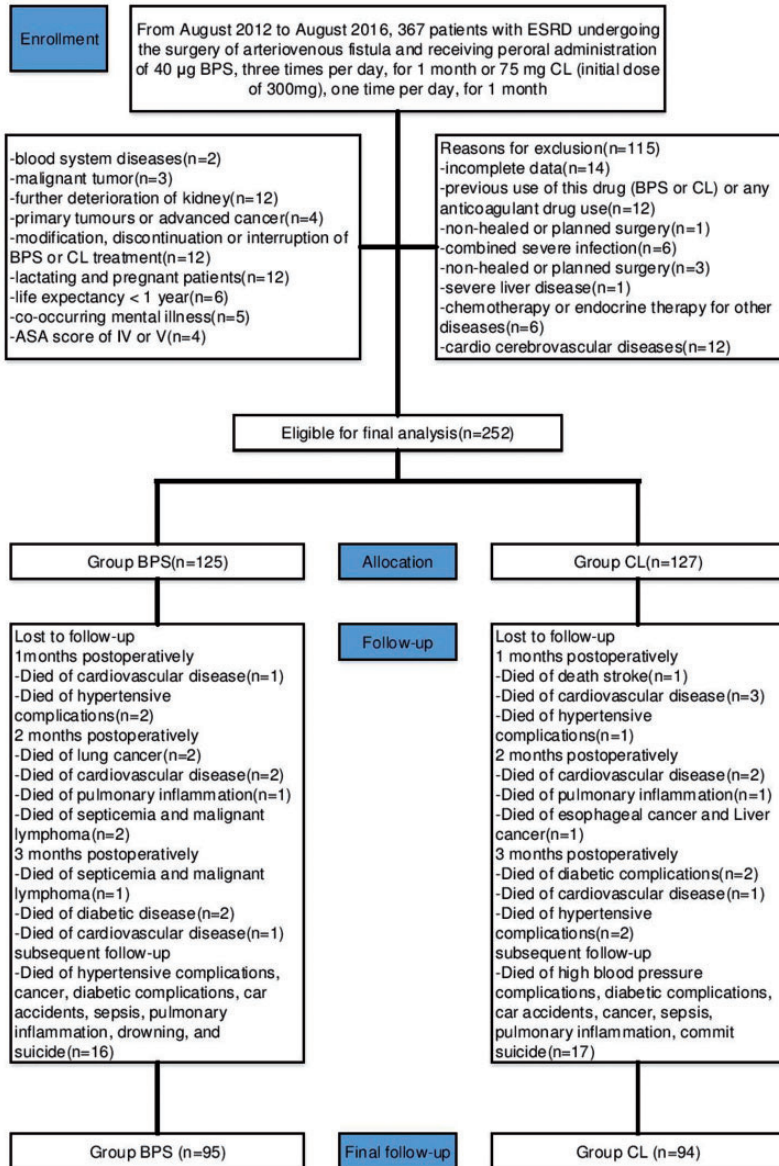 Enrollment
From August 2012 to August 2016, 367 patients with ESRD undergoing
the surgery of arteriovenous fistula and receiving peroral administration
of 40 μg BPS, three times per day, for 1 month or 75 mg CL (initial dose
of 300mg), one time per day, for 1 month
-blood system diseases(n=2)
-malignant tumor(n=3)
-further deterioration of kidney(n=12)
-primary tumours or advanced cancer(n=4)
-modification, discontinuation or interruption of
BPS or CL treatment(n=12)
-lactating and pregnant patients(n=12)
-life expectancy < 1 year(n=6)
-co-occurring mental illness(n=5)
-ASA score of IV or V(n=4)
Reasons for exclusion(n=115)
-incomplete data(n=14)
-previous use of this drug (BPS or CL) or any
anticoagulant drug use(n=12)
-non-healed or planned surgery(n=1)
-combined severe infection(n=6)
-non-healed or planned surgery(n=3)
-severe liver disease(n=1)
-chemotherapy or endocrine therapy for other
diseases(n=6)
-cardio cerebrovascular diseases(n=12)
Eligible for final analysis(n=252)
Group BPS(n=125)
Allocation
Group CL(n=127)
Lost to follow-up
1months postoperatively
-Died of cardiovascular disease(n=1)
-Died of hypertensive
complications(n=2)
2 months postoperatively
-Died of lung cancer(n=2)
-Died of cardiovascular disease(n=2)
-Died of pulmonary inflammation(n=1)
-Died of septicemia and malignant
lymphoma(n=2)
3 months postoperatively
-Died of septicemia and malignant
lymphoma(n=1)
-Died of diabetic disease(n=2)
-Died of cardiovascular disease(n=1)
subsequent follow-up
-Died of hypertensive complications,
cancer, diabetic complications, car
accidents, sepsis, pulmonary
inflammation, drowning, and
suicide(n=16)
Follow-up
Lost to follow-up
1 months postoperatively
-Died of death stroke(n=1)
-Died of cardiovascular disease(n=3)
-Died of hypertensive
complications(n=1)
2 months postoperatively
-Died of cardiovascular disease(n=2)
-Died of pulmonary inflammation(n=1)
-Died of esophageal cancer and Liver
cancer(n=1)
3 months postoperatively
-Died of diabetic complications(n=2)
-Died of cardiovascular disease(n=1)
-Died of hypertensive
complications(n=2)
subsequent follow-up
-Died of high blood pressure
complications, diabetic complications,
car accidents, cancer, sepsis,
pulmonary inflammation, commit
suicide(n=17)
Group BPS (n=95)
Final follow-up
Group CL (n=94)